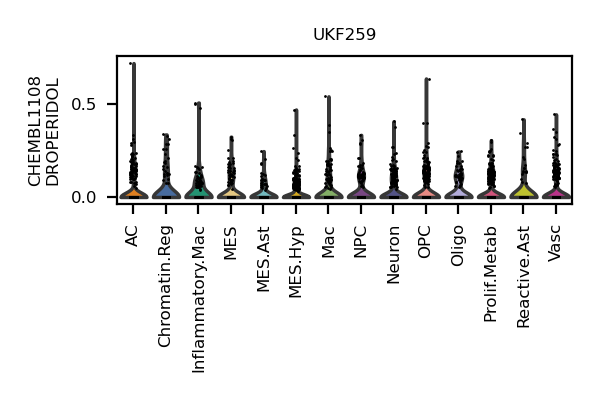 UKF259
CHEMBL1108
DROPERIDOL
0.5
0.0
AC
Chromatin.Reg
Inflammatory.Mac
MES
MES.Ast
MES.Hyp
Mac
NPC
Neuron
OPC
Oligo
Prolif.Metab
Reactive.Ast
Vasc